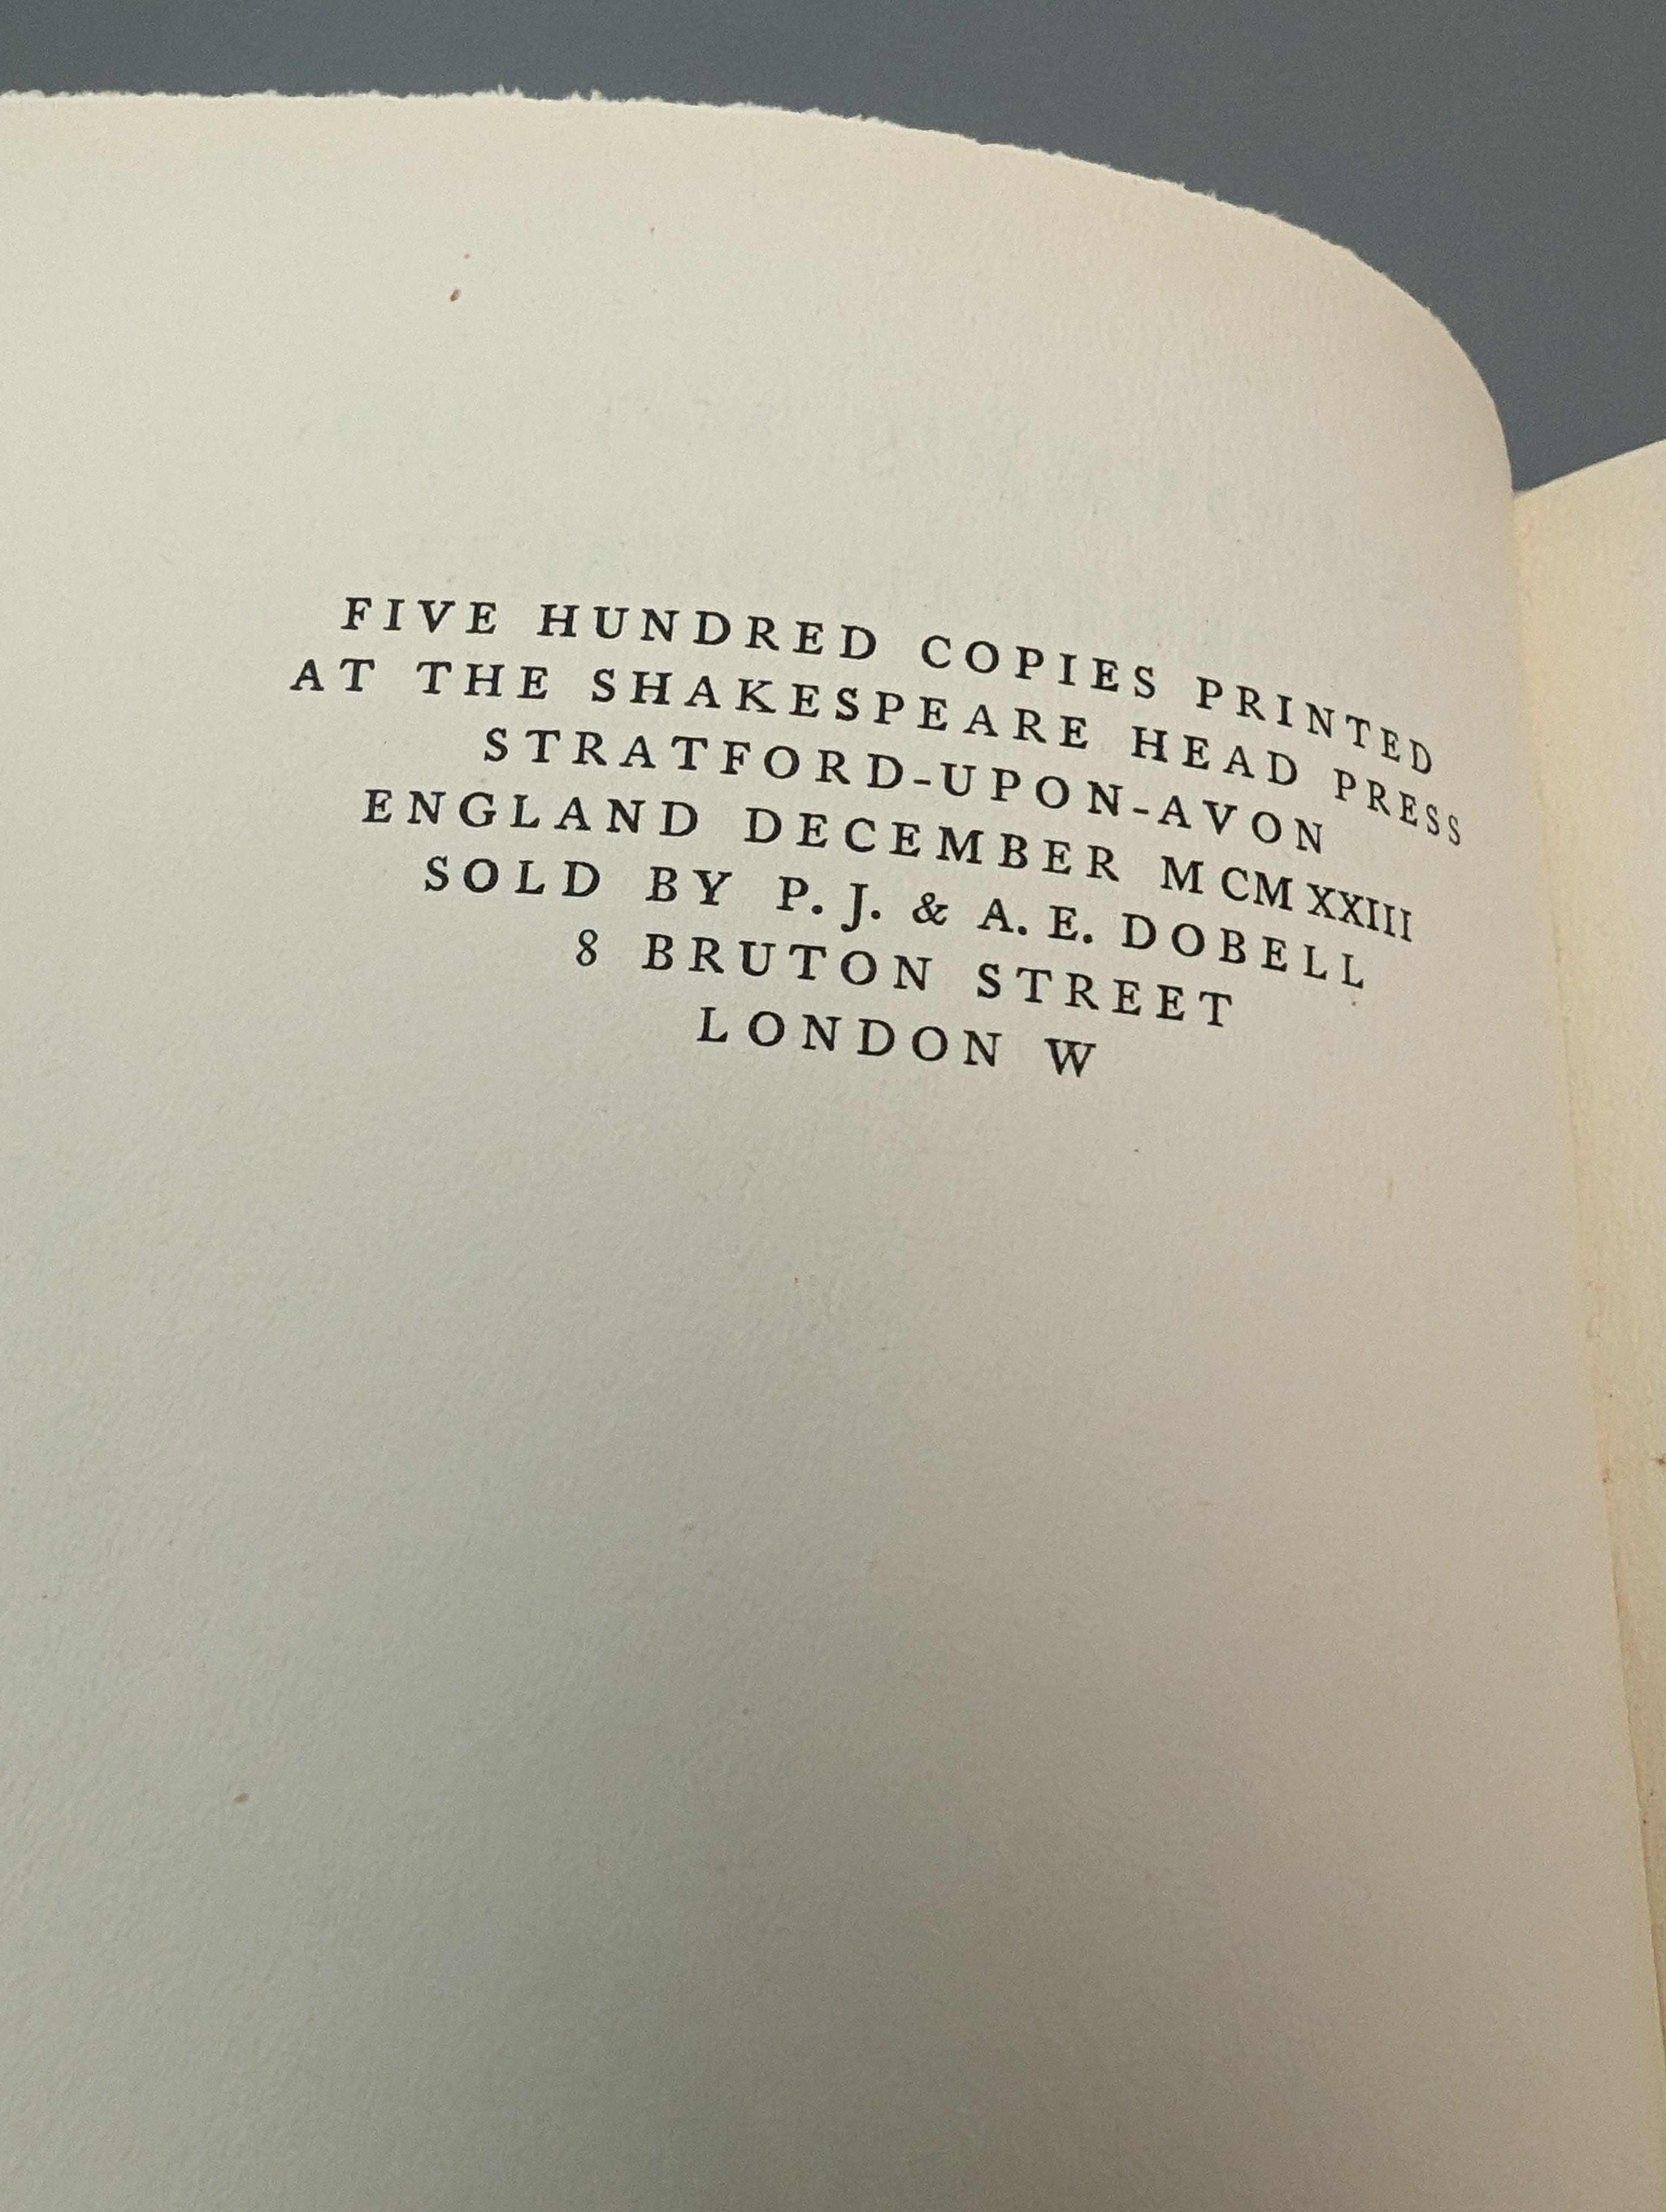 FIVE HUNDRED COPIES PRINTED
AT THE SHAKESPEARE HEAD PRESS
STRATFORD-UPON-AVON
ENGLAND DECEMBER MCMXXIII
SOLD BY P. J. & A. E. DOBELL
8 BRUTON STREET
LONDON W